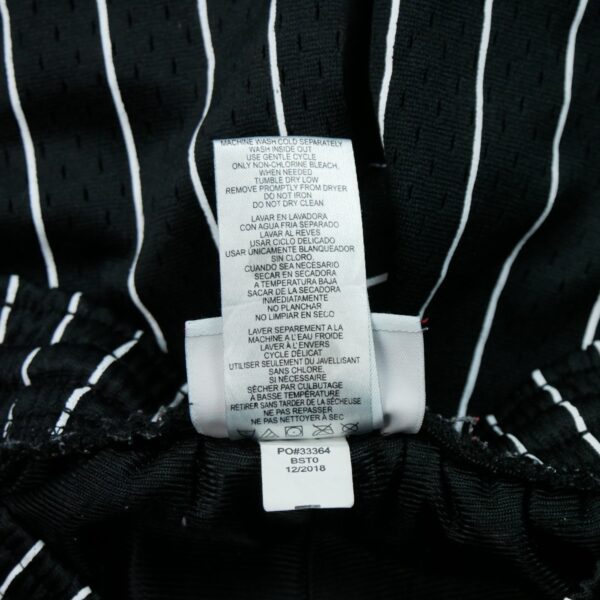 MACHINE WASH COLD SEPARATELY
WASH INSIDE OUT
USE GENTLE CYCLE
ONLY NON-CHLORINE BLEACH,
WHEN NEEDED
TUMBLE DRY LOW
REMOVE PROMPTLY FROM DRYER
DO NOT IRON
DO NOT DRY CLEAN
LAVAR EN LAVADORA
CON AGUA FRIA SEPARADO
LAVAR AL REVES
USAR CICLO DELICADO
USAR ÚNICAMENTE BLANQUEADOR
SIN CLORO,
CUANDO SEA NECESARIO
SECAR EN SECADORA
A TEMPERATURA BAJA
SACAR DE LA SECADORA
INMEDIATAMENTE
NO PLANCHAR
NO LIMPIAR EN SECO
LAVER SEPAREMENT A LA
MACHINE A L'EAU FROIDE
LAVER À L'ENVERS
CYCLE DÉLICAT
UTILISER SEULEMENT DU JAVELLISANT
SANS CHLORE,
SI NÉCESSAIRE
SÉCHER PAR CULBUTAGE
A BASSE TEMPÉRATURE
RETIRER SANS TARDER DE LA SÉCHEUSE
NE PAS REPASSER
NE PAS NETTOYER À SEC
PO#33364
BST0
12/2018